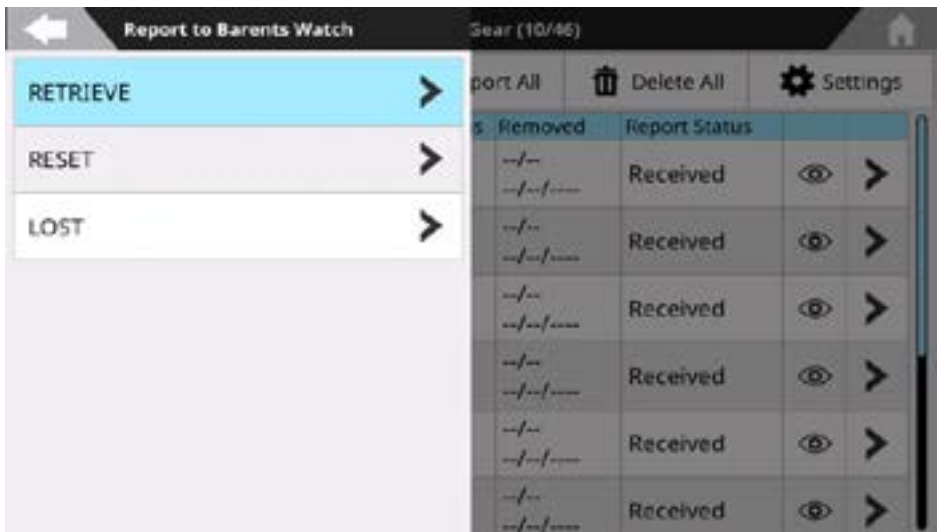 Report to Barents Watch
Gear (10/46)
RETRIEVE
RESET
LOST
port All
Delete All
Settings
s Removed Report Status
--/--
--/--/----
Received
--/--
--/--/----
Received
--/--
--/--/----
Received
--/--
--/--/----
Received
--/--
--/--/----
Received
--/--
--/--/----
Received